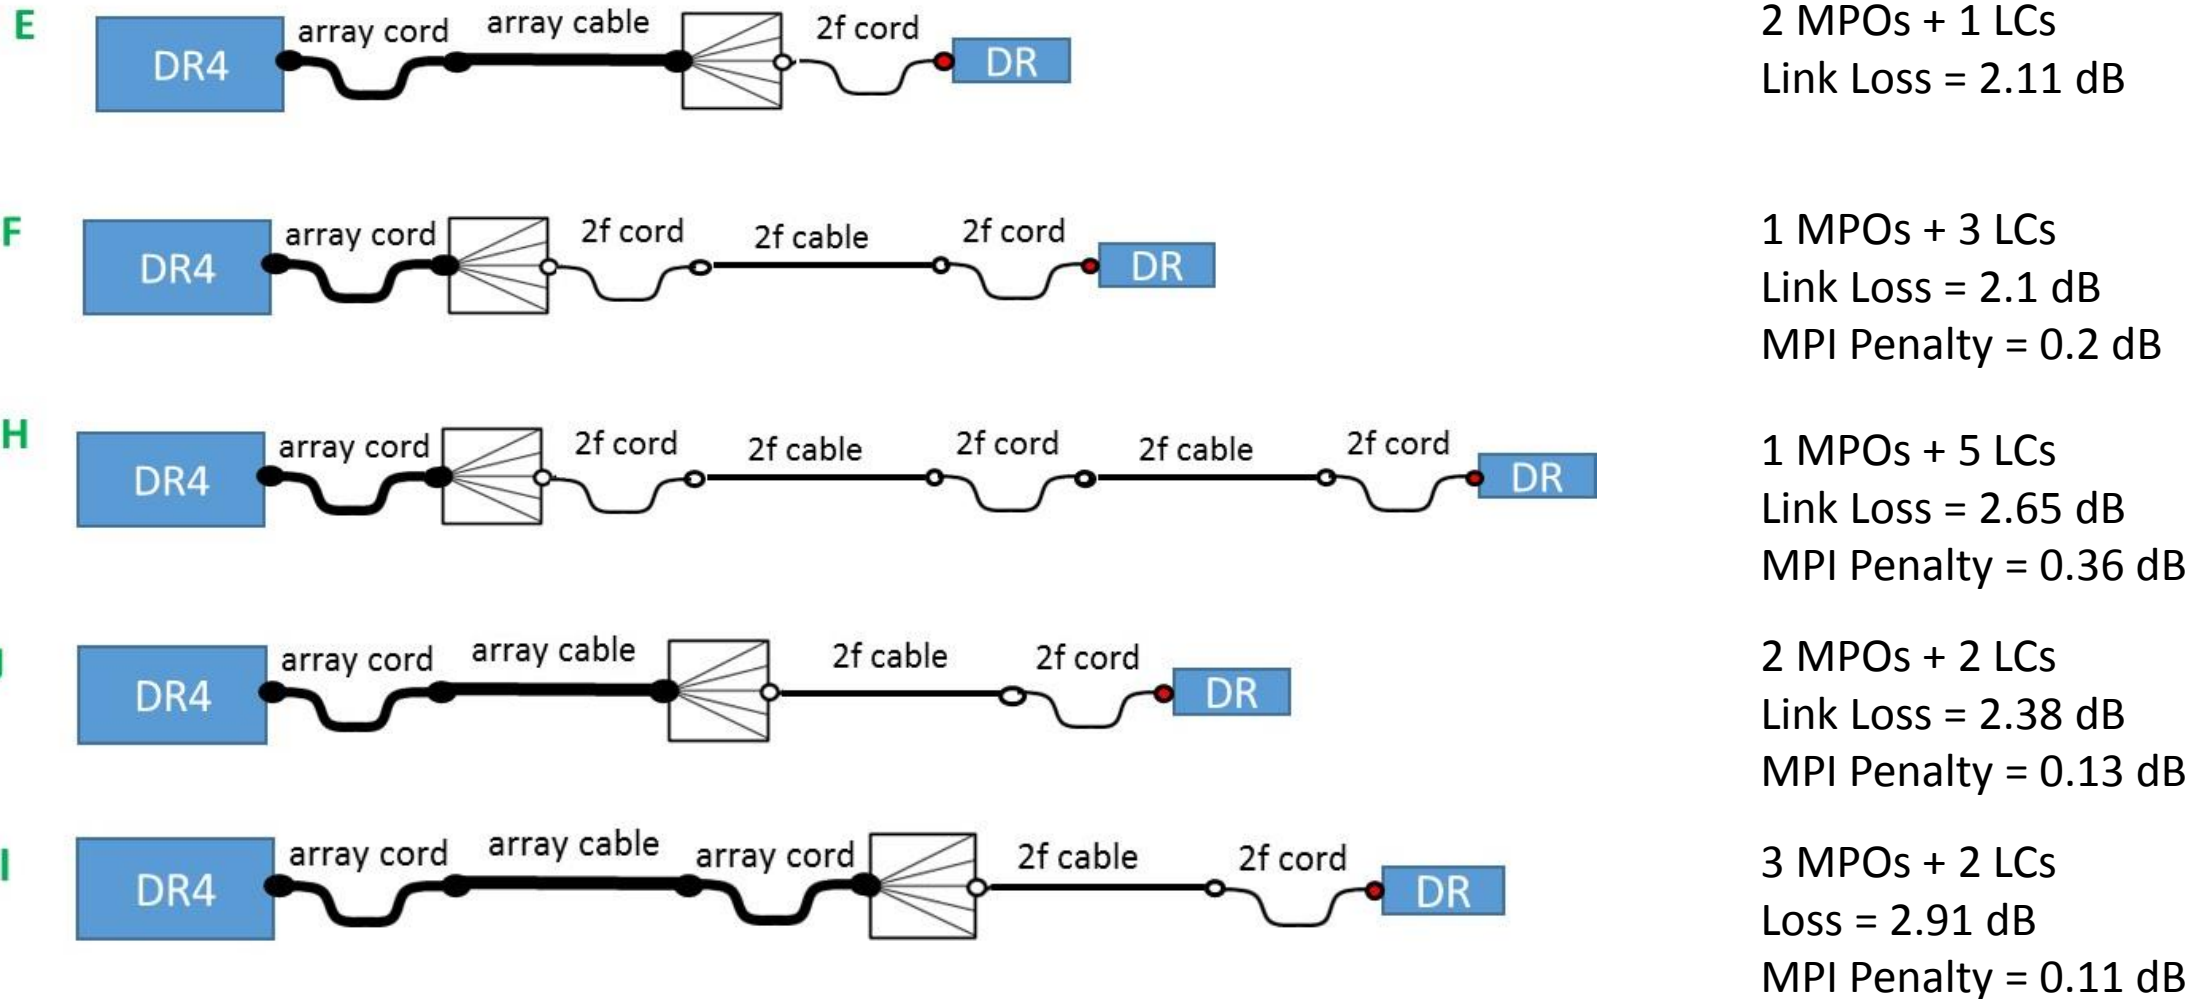 E
array cord
array cable
2f cord
DR4
DR
2 MPOs + 1 LCs
Link Loss = 2.11 dB
F
array cord
2f cord
2f cable
2f cord
DR4
DR
1 MPOs + 3 LCs
Link Loss = 2.1 dB
MPI Penalty = 0.2 dB
H
array cord
2f cord
2f cable
2f cord
2f cable
2f cord
DR4
DR
1 MPOs + 5 LCs
Link Loss = 2.65 dB
MPI Penalty = 0.36 dB
array cord
array cable
2f cable
2f cord
DR4
DR
2 MPOs + 2 LCs
Link Loss = 2.38 dB
MPI Penalty = 0.13 dB
I
array cord
array cable
array cord
2f cable
2f cord
DR4
DR
3 MPOs + 2 LCs
Loss = 2.91 dB
MPI Penalty = 0.11 dB